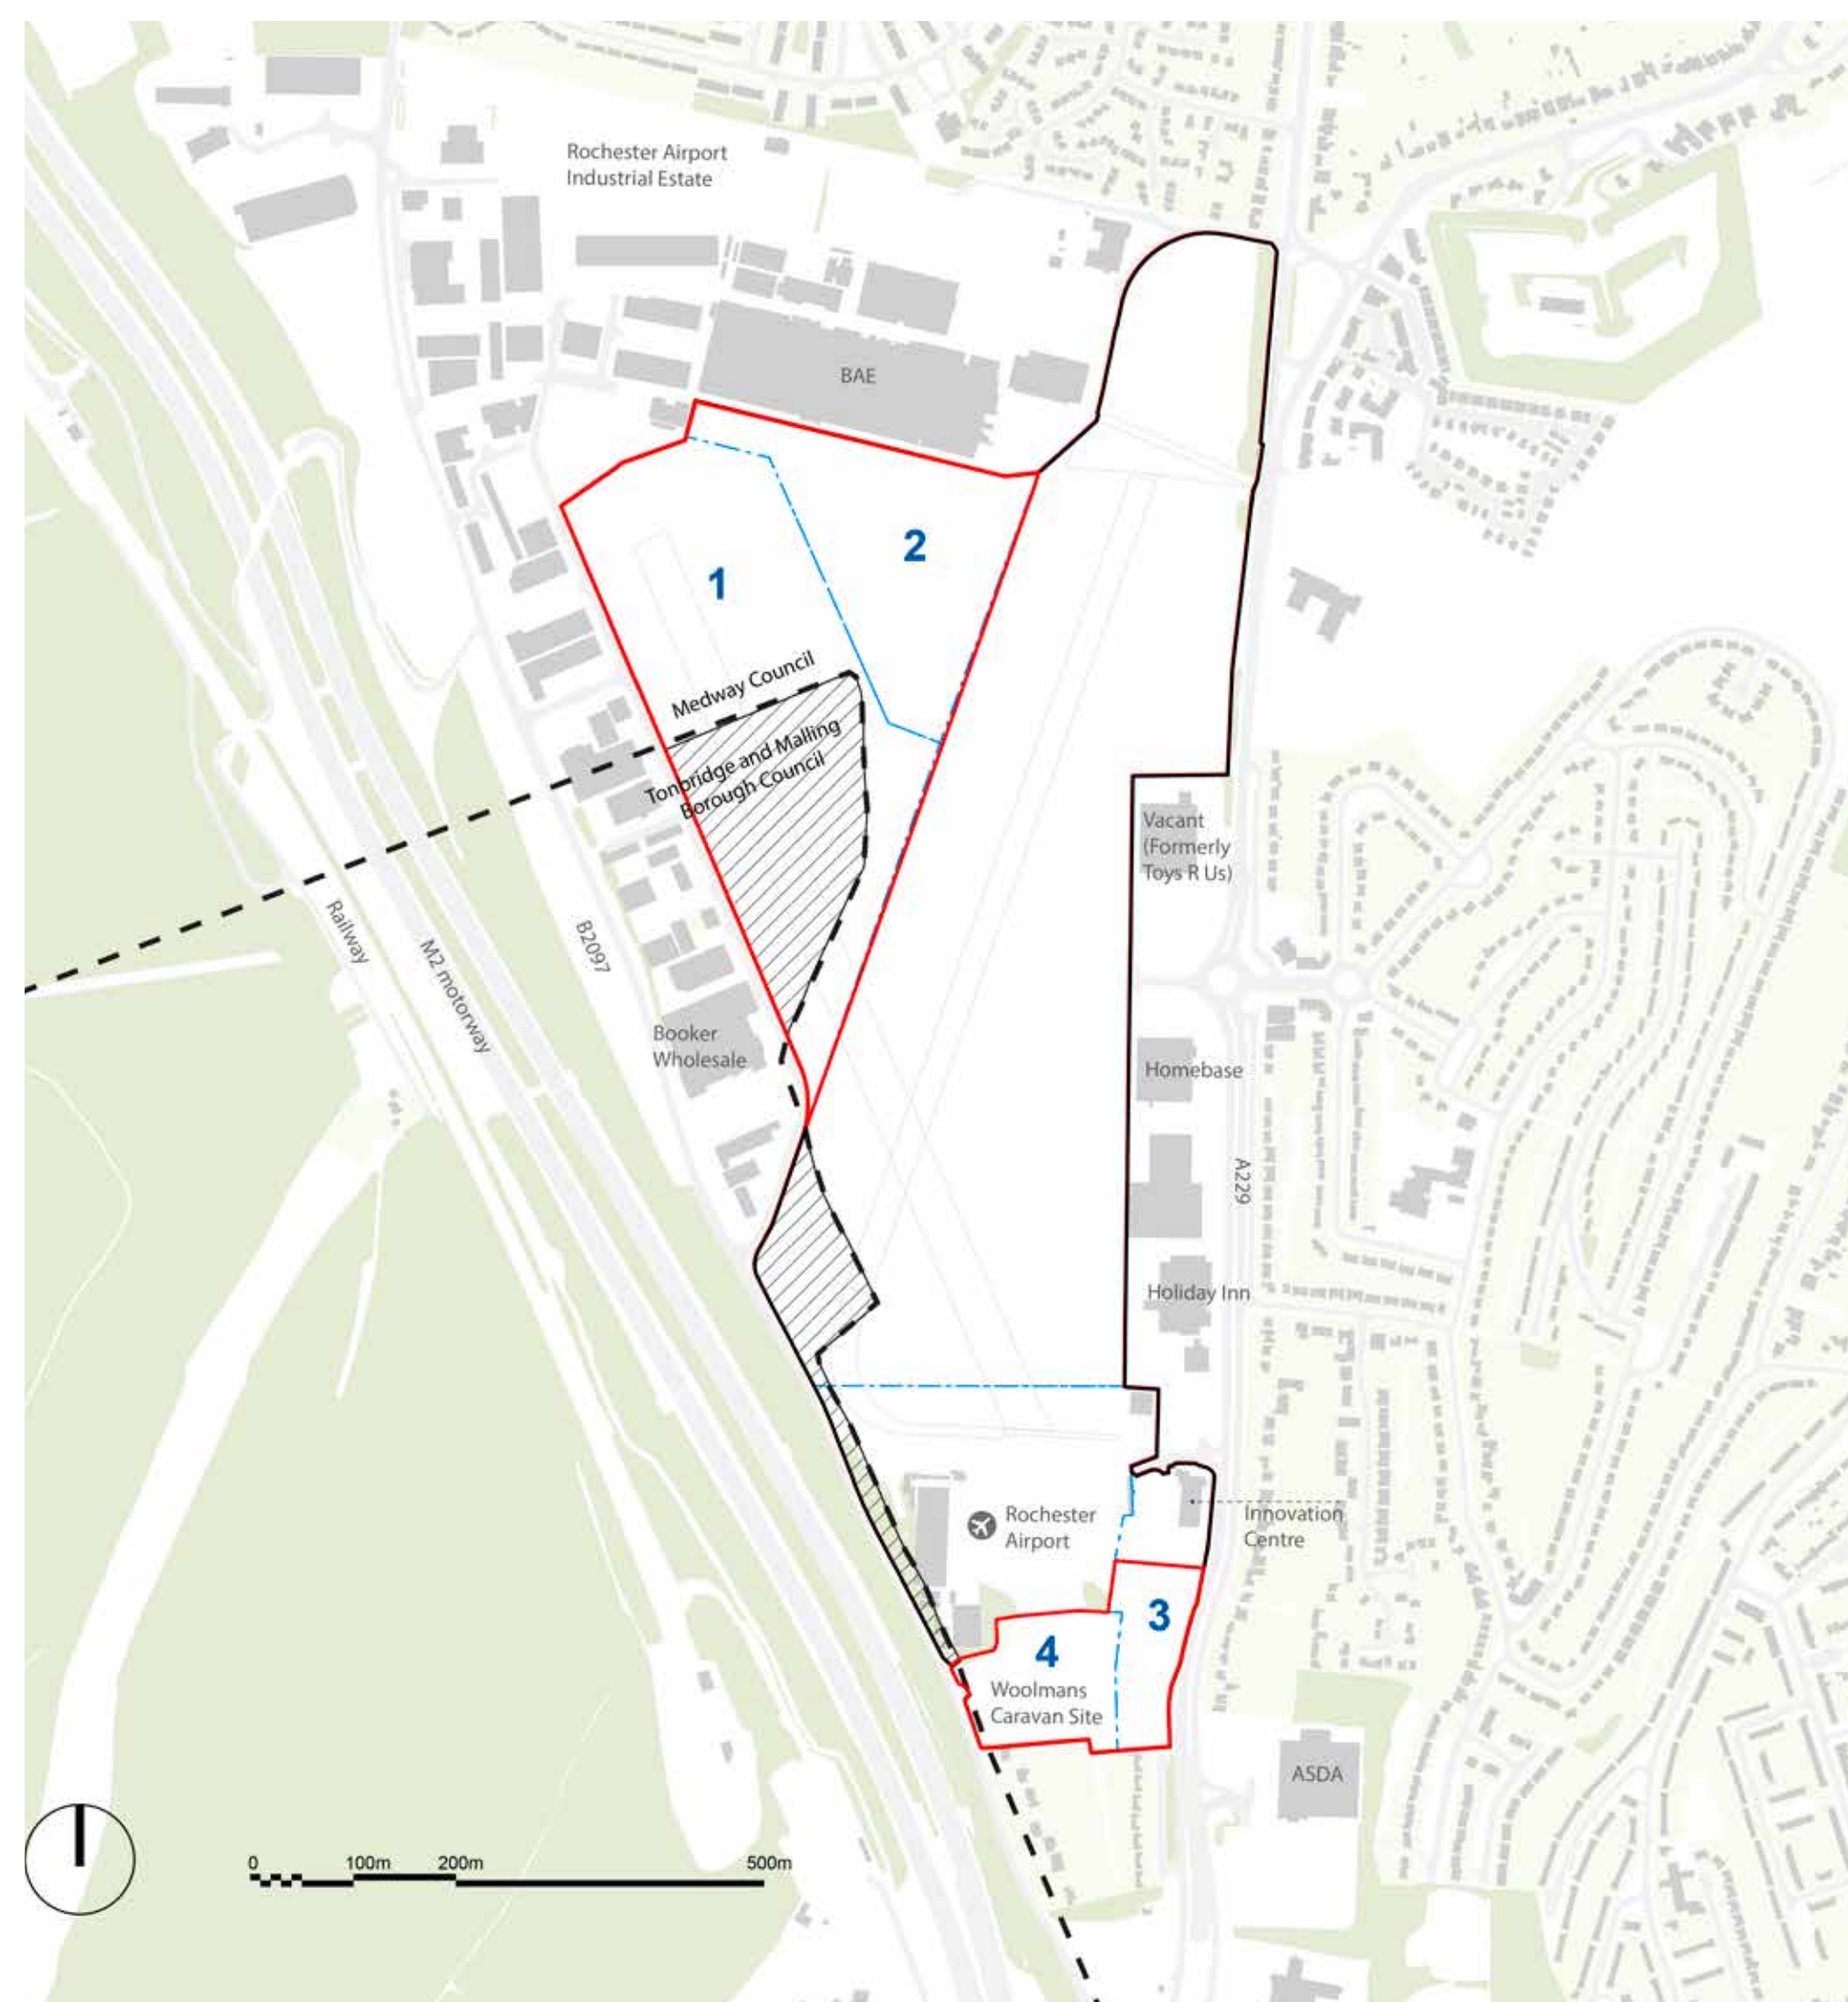 Rochester Airport
Industrial Estate
BAE
2
1
Medway Council
Tonbridge and Malling
Borough Council
Vacant
(Formerly
Toys R Us)
Railway
M2 motorway
B2097
Booker
Wholesale
Homebase
A229
Holiday Inn
Rochester
Airport
Innovation
Centre
3
4
Woolmans
Caravan Site
ASDA
0 100m 200m 500m